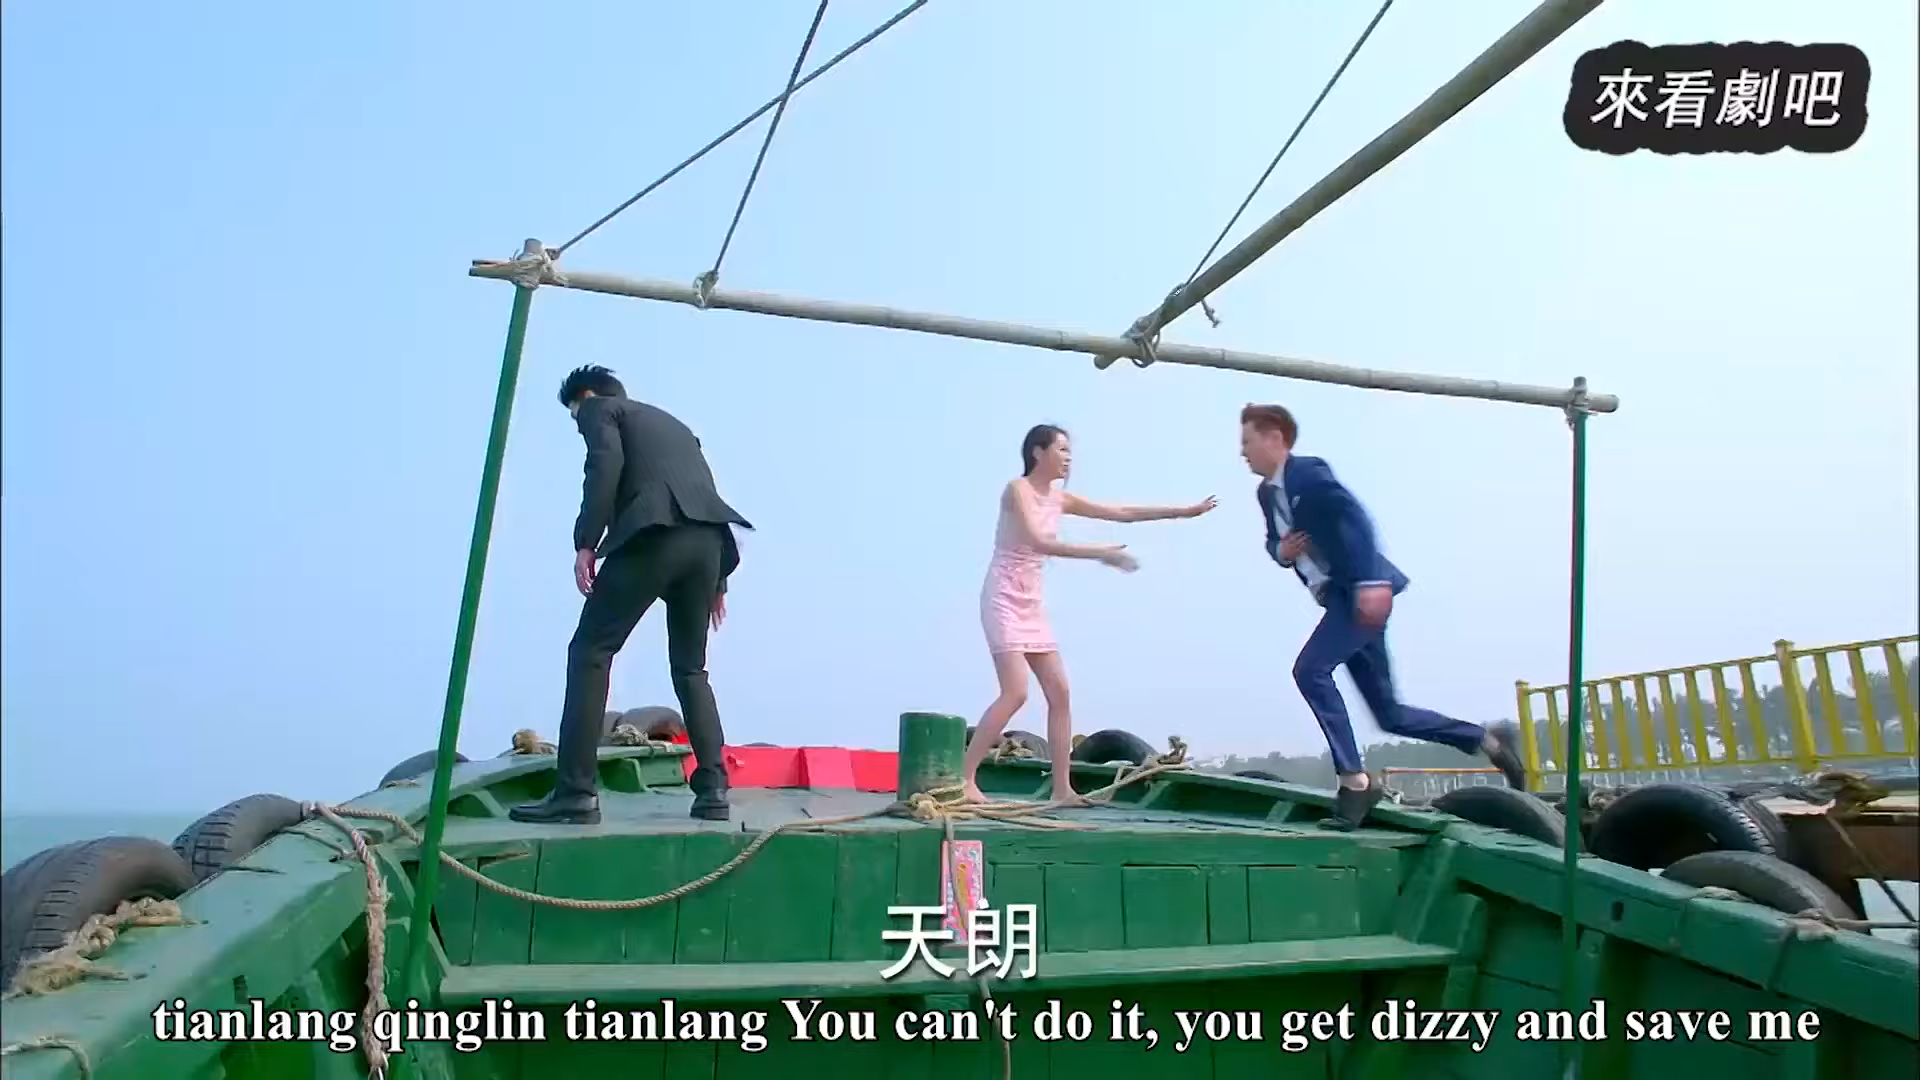 來看劇吧
天朗
tianlang qinglin tianlang You can't do it, you get dizzy and save me